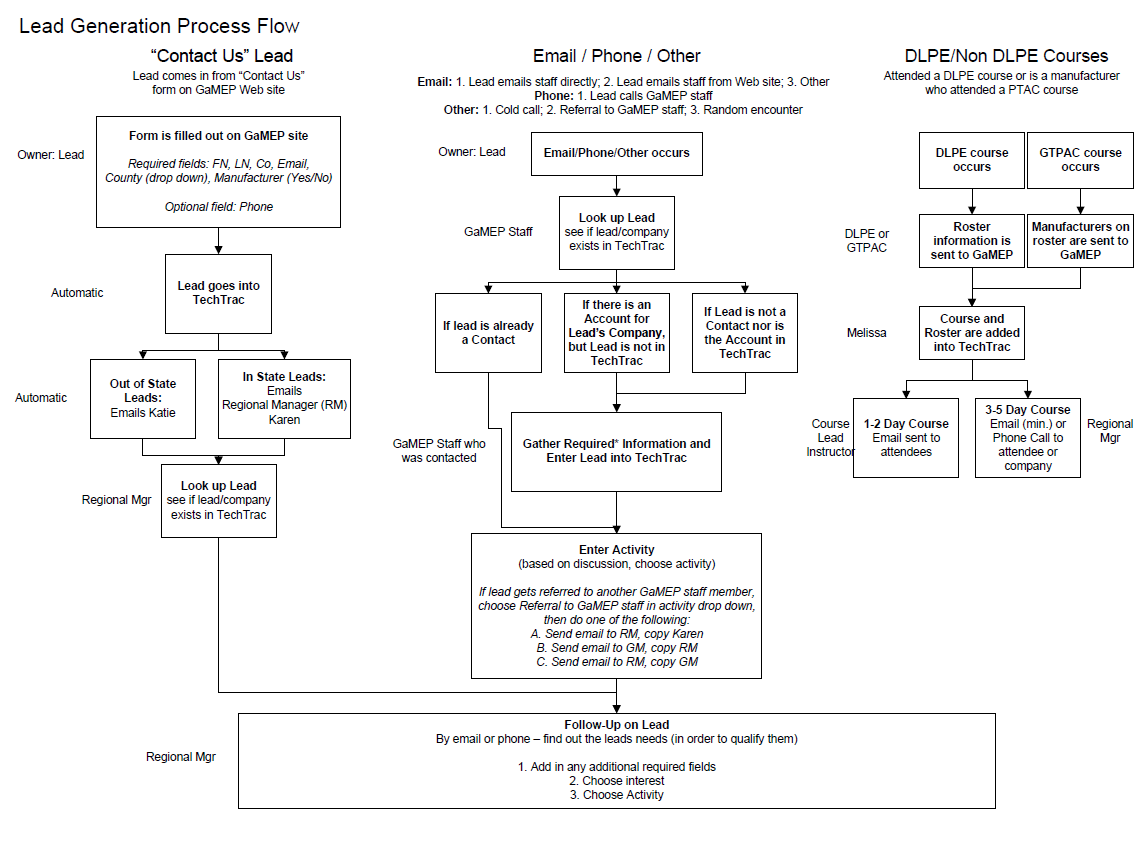 Lead Generation Process Flow
“Contact Us” Lead
Lead comes in from “Contact Us”
form on GaMEP Web site
Owner: Lead
Form is filled out on GaMEP site
Required fields: FN, LN, Co, Email,
County (drop down), Manufacturer (Yes/No)
Optional field: Phone
Automatic
Lead goes into
TechTrac
Automatic
Out of State
Leads:
Emails Katie
In State Leads:
Emails
Regional Manager (RM)
Karen
Regional Mgr
Look up Lead
see if lead/company
exists in TechTrac
Email / Phone / Other
Email: 1. Lead emails staff directly; 2. Lead emails staff from Web site; 3. Other
Phone: 1. Lead calls GaMEP staff
Other: 1. Cold call; 2. Referral to GaMEP staff; 3. Random encounter
Owner: Lead
Email/Phone/Other occurs
GaMEP Staff
Look up Lead
see if lead/company
exists in TechTrac
If lead is already
a Contact
If there is an
Account for
Lead’s Company,
but Lead is not in
TechTrac
If Lead is not a
Contact nor is
the Account in
TechTrac
GaMEP Staff who
was contacted
Gather Required* Information and
Enter Lead into TechTrac
Enter Activity
(based on discussion, choose activity)
If lead gets referred to another GaMEP staff member,
choose Referral to GaMEP staff in activity drop down,
then do one of the following:
A. Send email to RM, copy Karen
B. Send email to GM, copy RM
C. Send email to RM, copy GM
DLPE/Non DLPE Courses
Attended a DLPE course or is a manufacturer
who attended a PTAC course
DLPE course
occurs
GTPAC course
occurs
DLPE or
GTPAC
Roster
information is
sent to GaMEP
Manufacturers on
roster are sent to
GaMEP
Melissa
Course and
Roster are added
into TechTrac
Course
Lead
Instructor
1-2 Day Course
Email sent to
attendees
3-5 Day Course
Email (min.) or
Phone Call to
attendee or
company
Regional
Mgr
Regional Mgr
Follow-Up on Lead
By email or phone – find out the leads needs (in order to qualify them)
1. Add in any additional required fields
2. Choose interest
3. Choose Activity